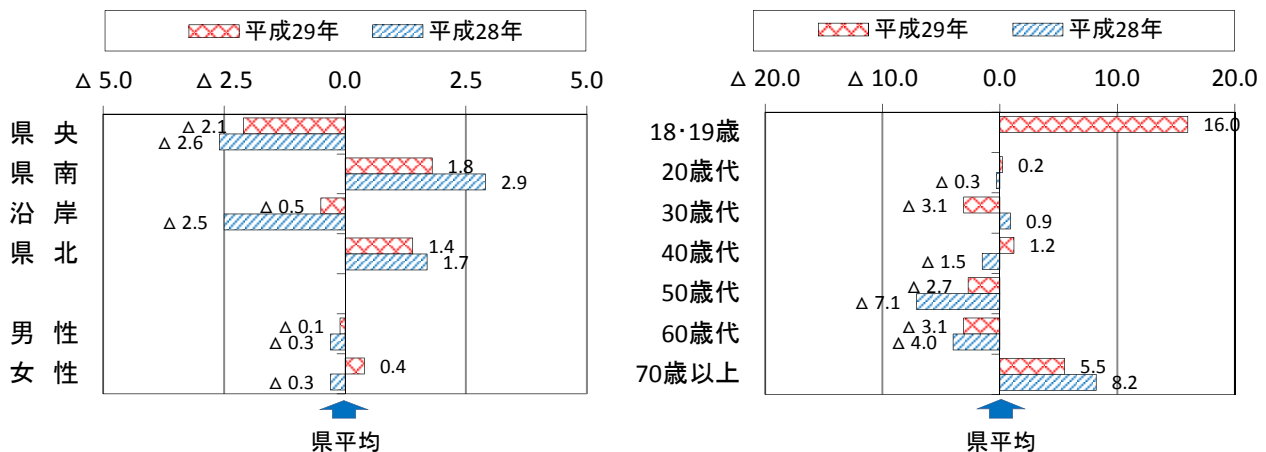 平成29年 平成28年
△ 5.0 △ 2.5 0.0 2.5 5.0
県 央 △ 2.1
△ 2.6
県 南 1.8
2.9
沿 岸 △ 0.5
△ 2.5
県 北 1.4
1.7
男 性 △ 0.1
△ 0.3
女 性 0.4
△ 0.3
県平均
平成29年 平成28年
△ 20.0 △ 10.0 0.0 10.0 20.0
18・19歳 16.0
20歳代 0.2
△ 0.3
30歳代 △ 3.1
0.9
40歳代 1.2
△ 1.5
50歳代 △ 2.7
△ 7.1
60歳代 △ 3.1
△ 4.0
70歳以上 5.5
8.2
県平均